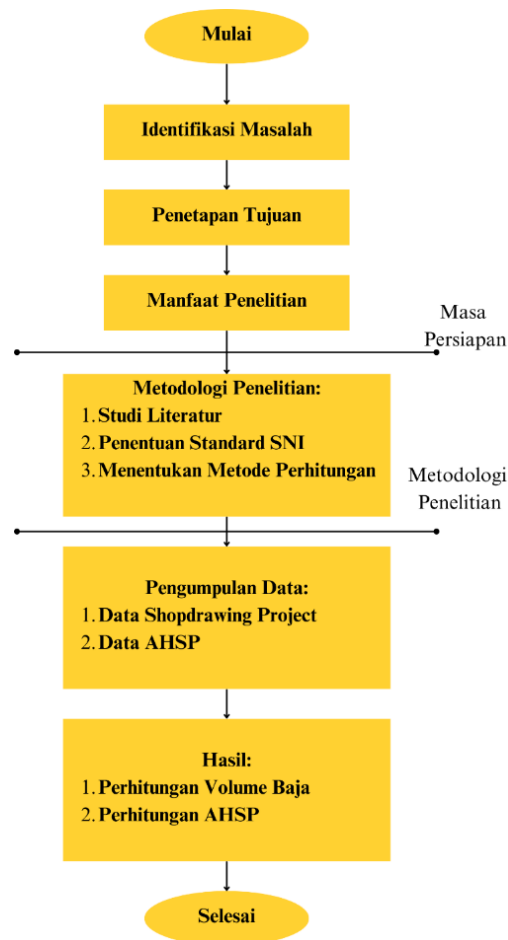 Mulai
Identifikasi Masalah
Penetapan Tujuan
Manfaat Penelitian
Masa
Persiapan
Metodologi Penelitian:
1. Studi Literatur
2. Penentuan Standard SNI
3. Menentukan Metode Perhitungan
Metodologi
Penelitian
Pengumpulan Data:
1. Data Shopdrawing Project
2. Data AHSP
Hasil:
1. Perhitungan Volume Baja
2. Perhitungan AHSP
Selesai